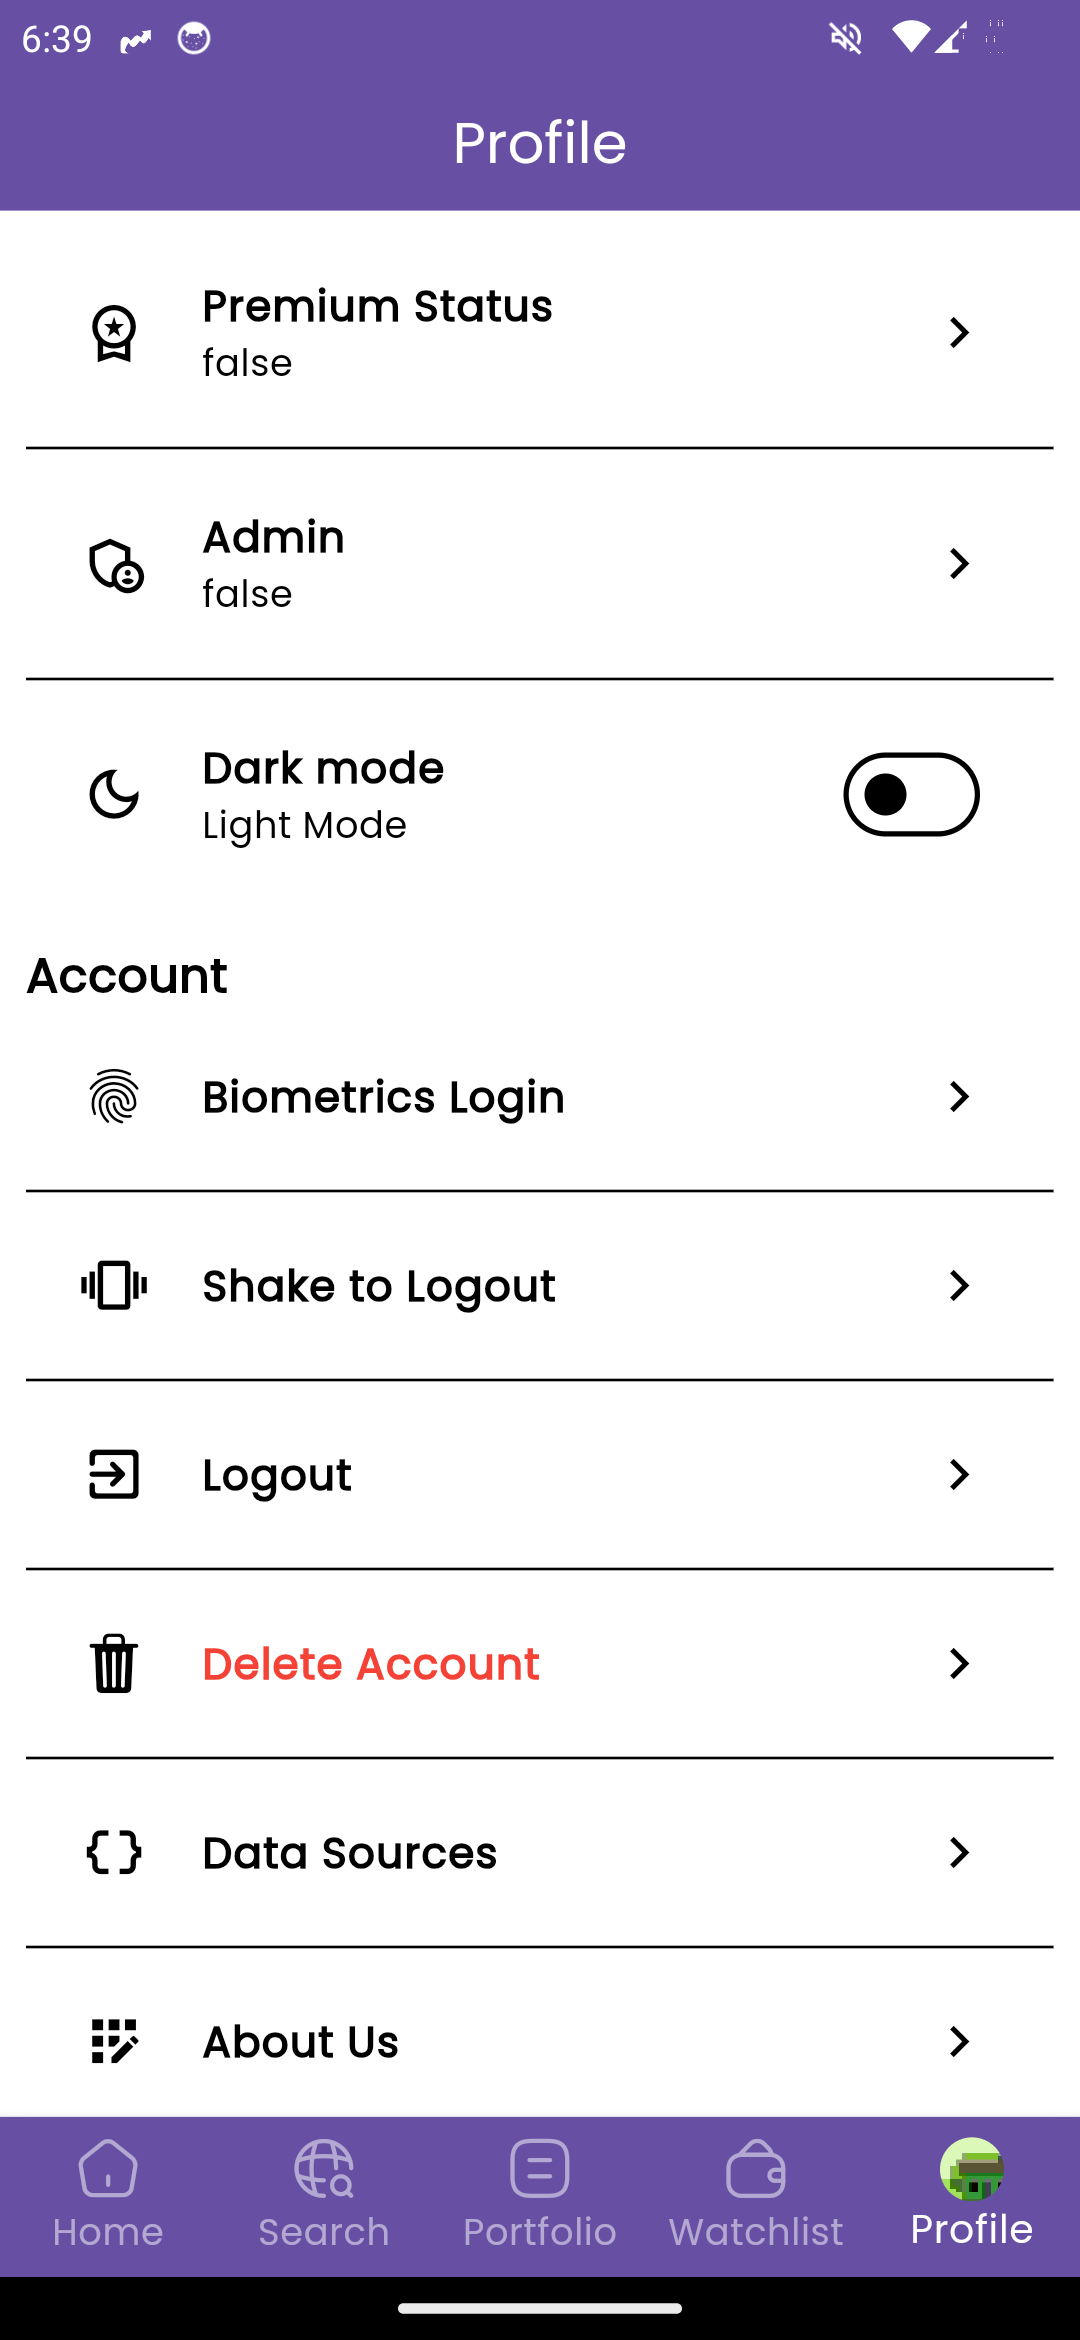 6:39
Profile
Premium Status
false
Admin
false
Dark mode
Light Mode
Account
Biometrics Login
Shake to Logout
Logout
Delete Account
Data Sources
About Us
Home
Search
Portfolio
Watchlist
Profile